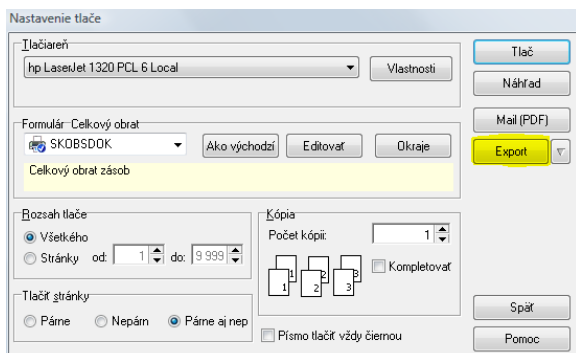 Nastavenie tlače
Tlačiareň
hp LaserJet 1320 PCL 6 Local
Vlastnosti
Tlač
Náhľad
Mail (PDF)
Export
Formulár Celkový obrat
SKOBSDOK
Ako východzí
Editovať
Okraje
Celkový obrat zásob
Rozsah tlače
Všetkého
Stránky od: 1 do: 9 999
Kópia
Počet kópii: 1
1 1 2 2 3 3
Kompletovať
Tlačiť stránky
Párne Nepárn Párne aj nep
Písmo tlačiť vždy čiernou
Späť
Pomoc